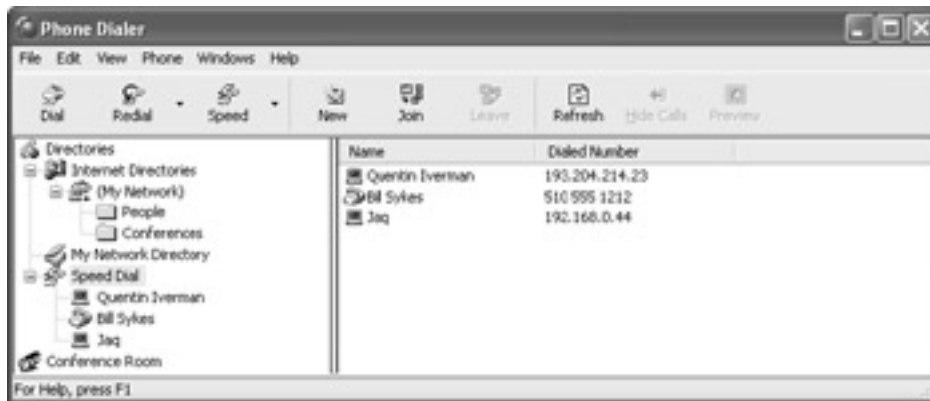 Phone Dialer
File Edit View Phone Windows Help
Dial Redial Speed New Join Leave Refresh Hide Calls Preview
Directories
Internet Directories
(My Network)
People
Conferences
My Network Directory
Speed Dial
Quentin Iverman
Bill Sykes
Jaq
Conference Room
Name Dialed Number
Quentin Iverman 193.204.214.23
Bill Sykes 510 555 1212
Jaq 192.168.0.44
For Help, press F1